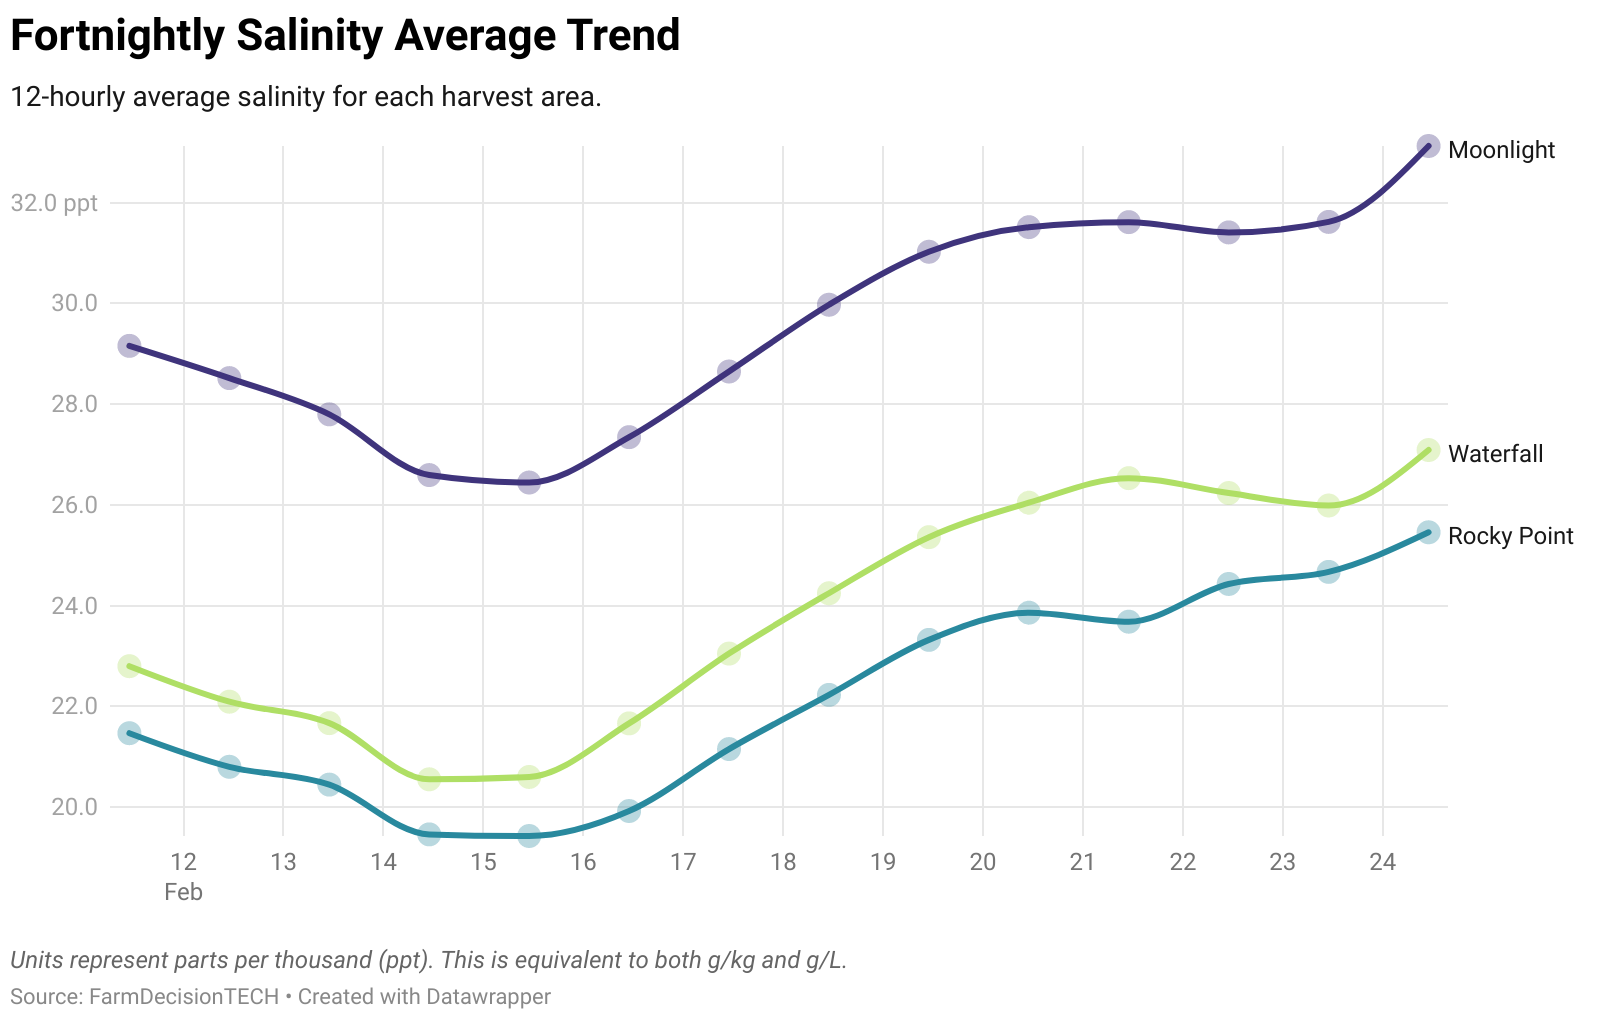 Fortnightly Salinity Average Trend
12-hourly average salinity for each harvest area.
Moonlight
32.0 ppt
30.0
28.0
Waterfall
26.0
Rocky Point
24.0
22.0
20.0
12 13 14 15 16 17 18 19 20 21 22 23 24
Feb
Units represent parts per thousand (ppt). This is equivalent to both g/kg and g/L.
Source: FarmDecisionTECH • Created with Datawrapper